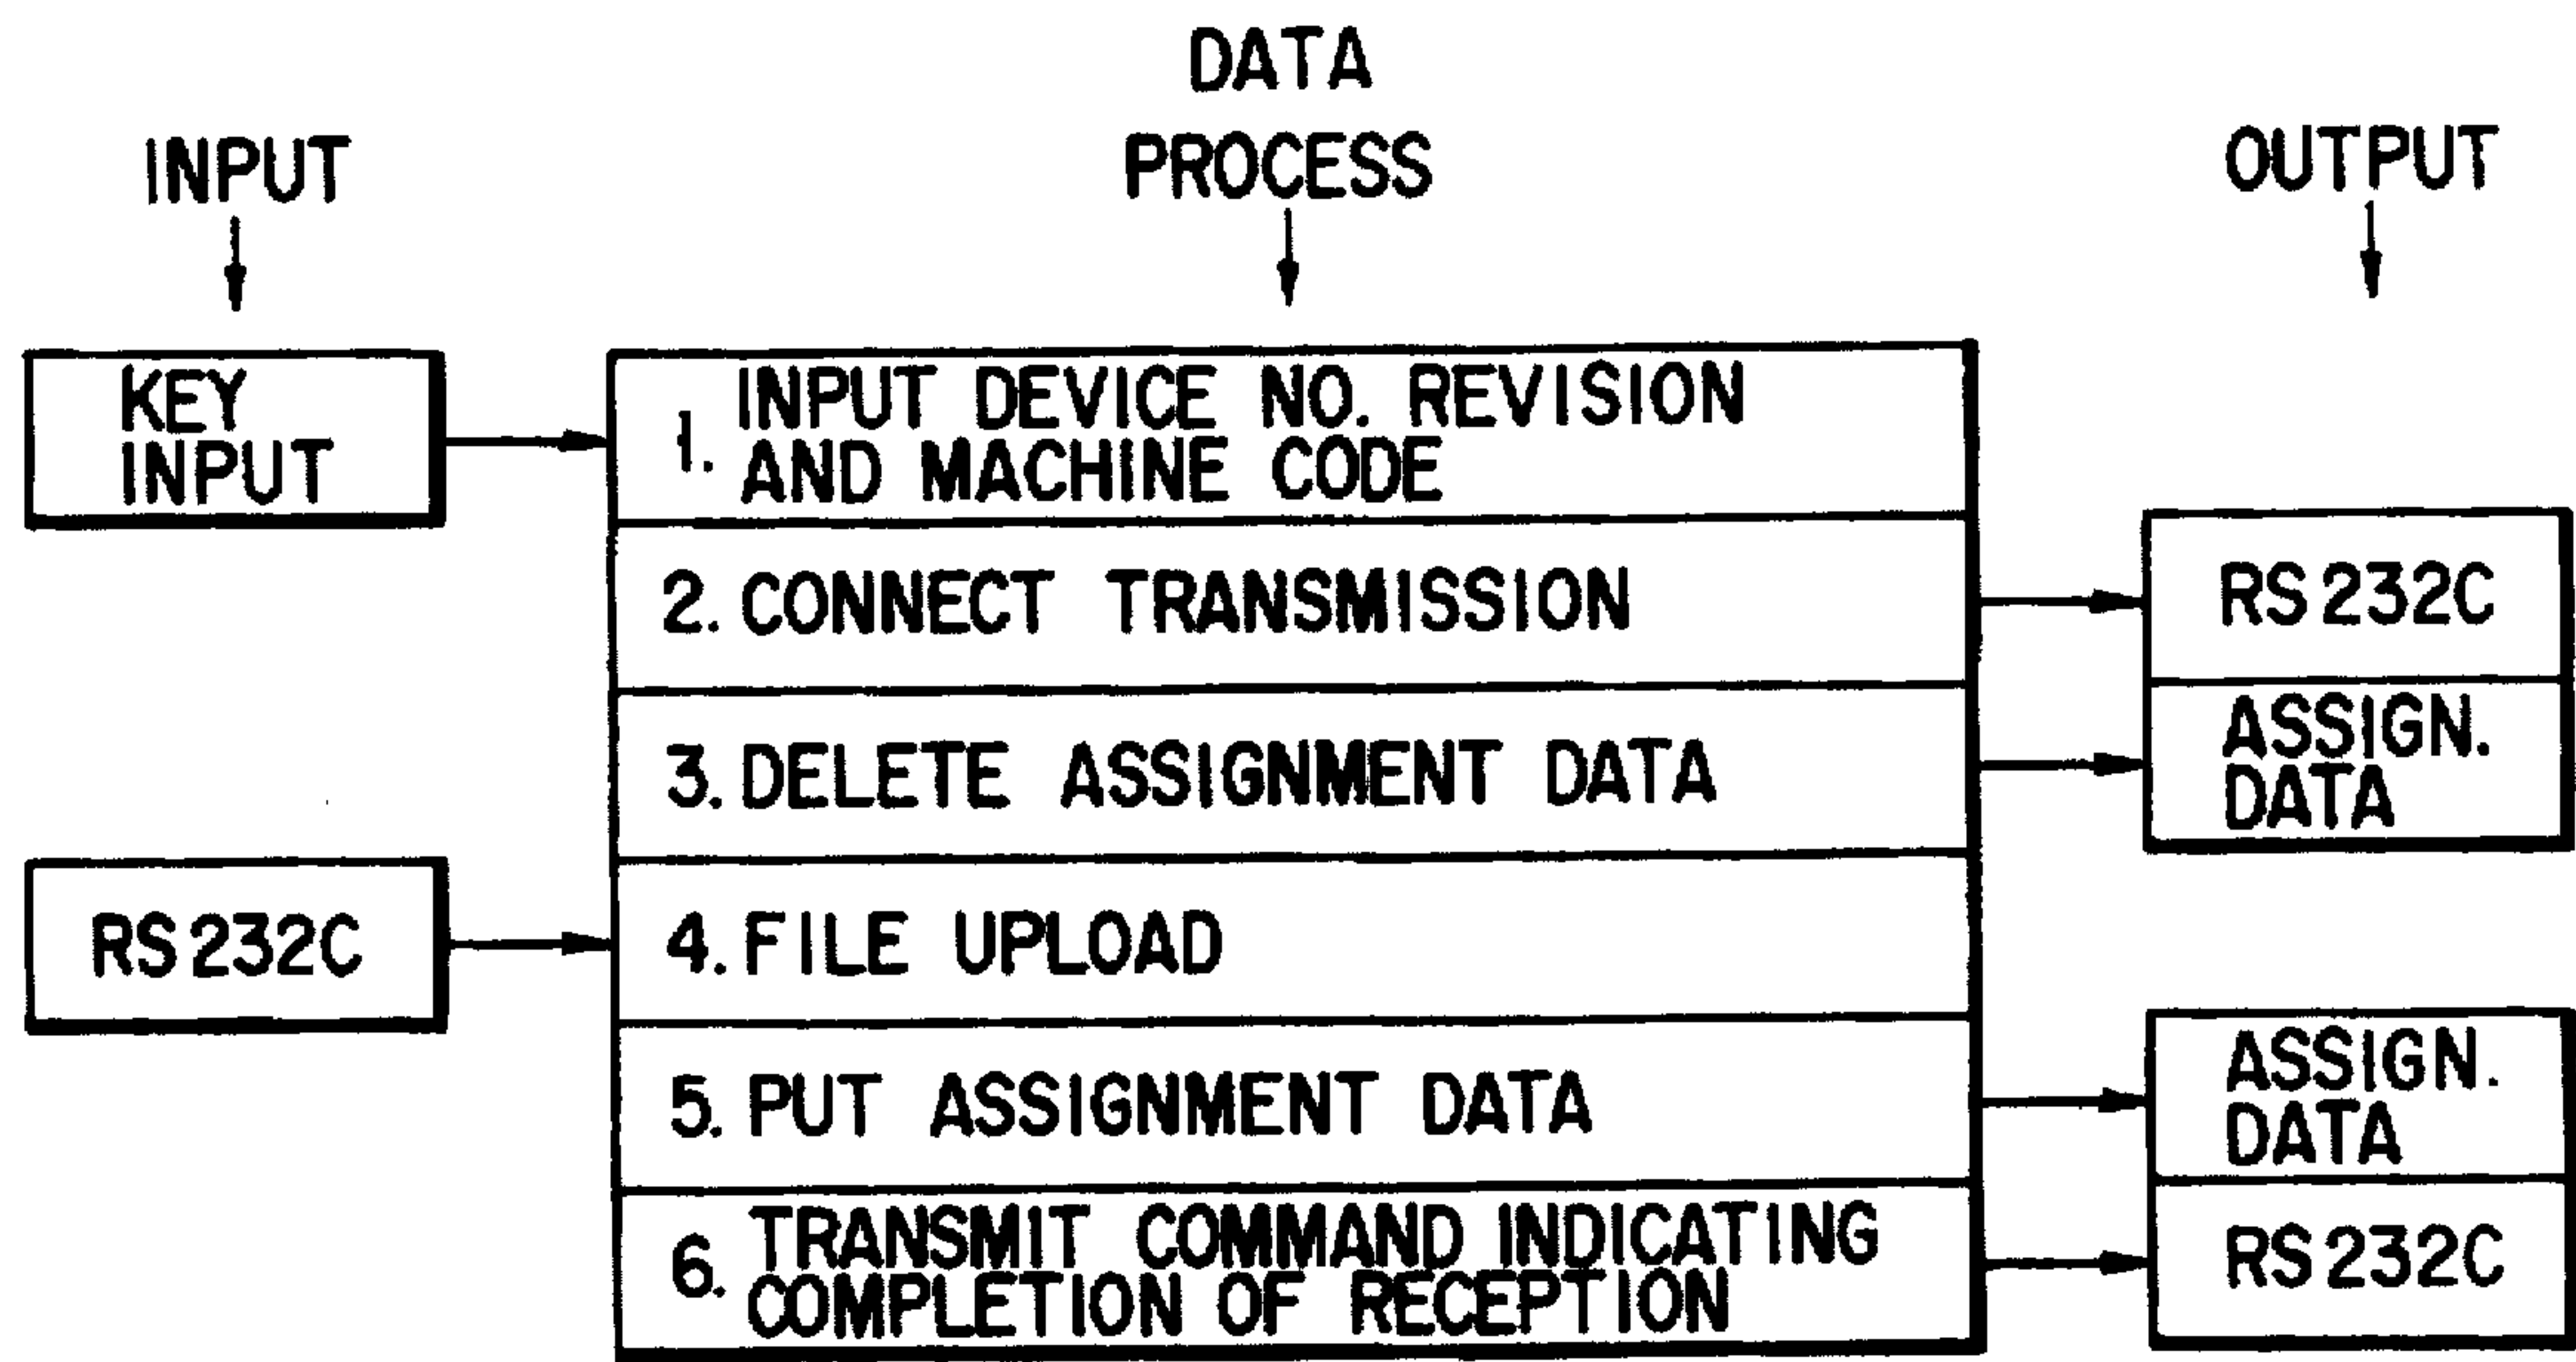 DATA
PROCESS
INPUT
OUTPUT
KEY
INPUT
1. INPUT DEVICE NO. REVISION
AND MACHINE CODE
2. CONNECT TRANSMISSION
RS232C
3. DELETE ASSIGNMENT DATA
ASSIGN.
DATA
RS232C
4. FILE UPLOAD
5. PUT ASSIGNMENT DATA
ASSIGN.
DATA
6. TRANSMIT COMMAND INDICATING
COMPLETION OF RECEPTION
RS232C